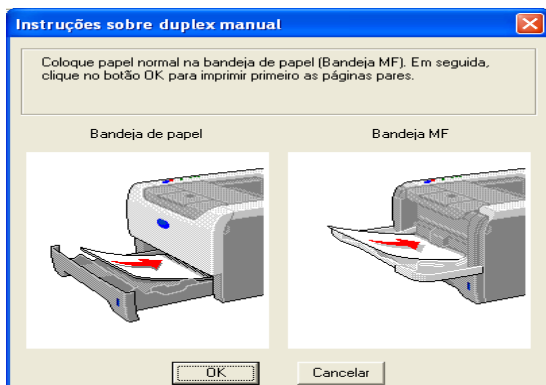 Instruções sobre duplex manual
Coloque papel normal na bandeja de papel (Bandeja MF). Em seguida,
clique no botão OK para imprimir primeiro as páginas pares.
Bandeja de papel
Bandeja MF
OK
Cancelar